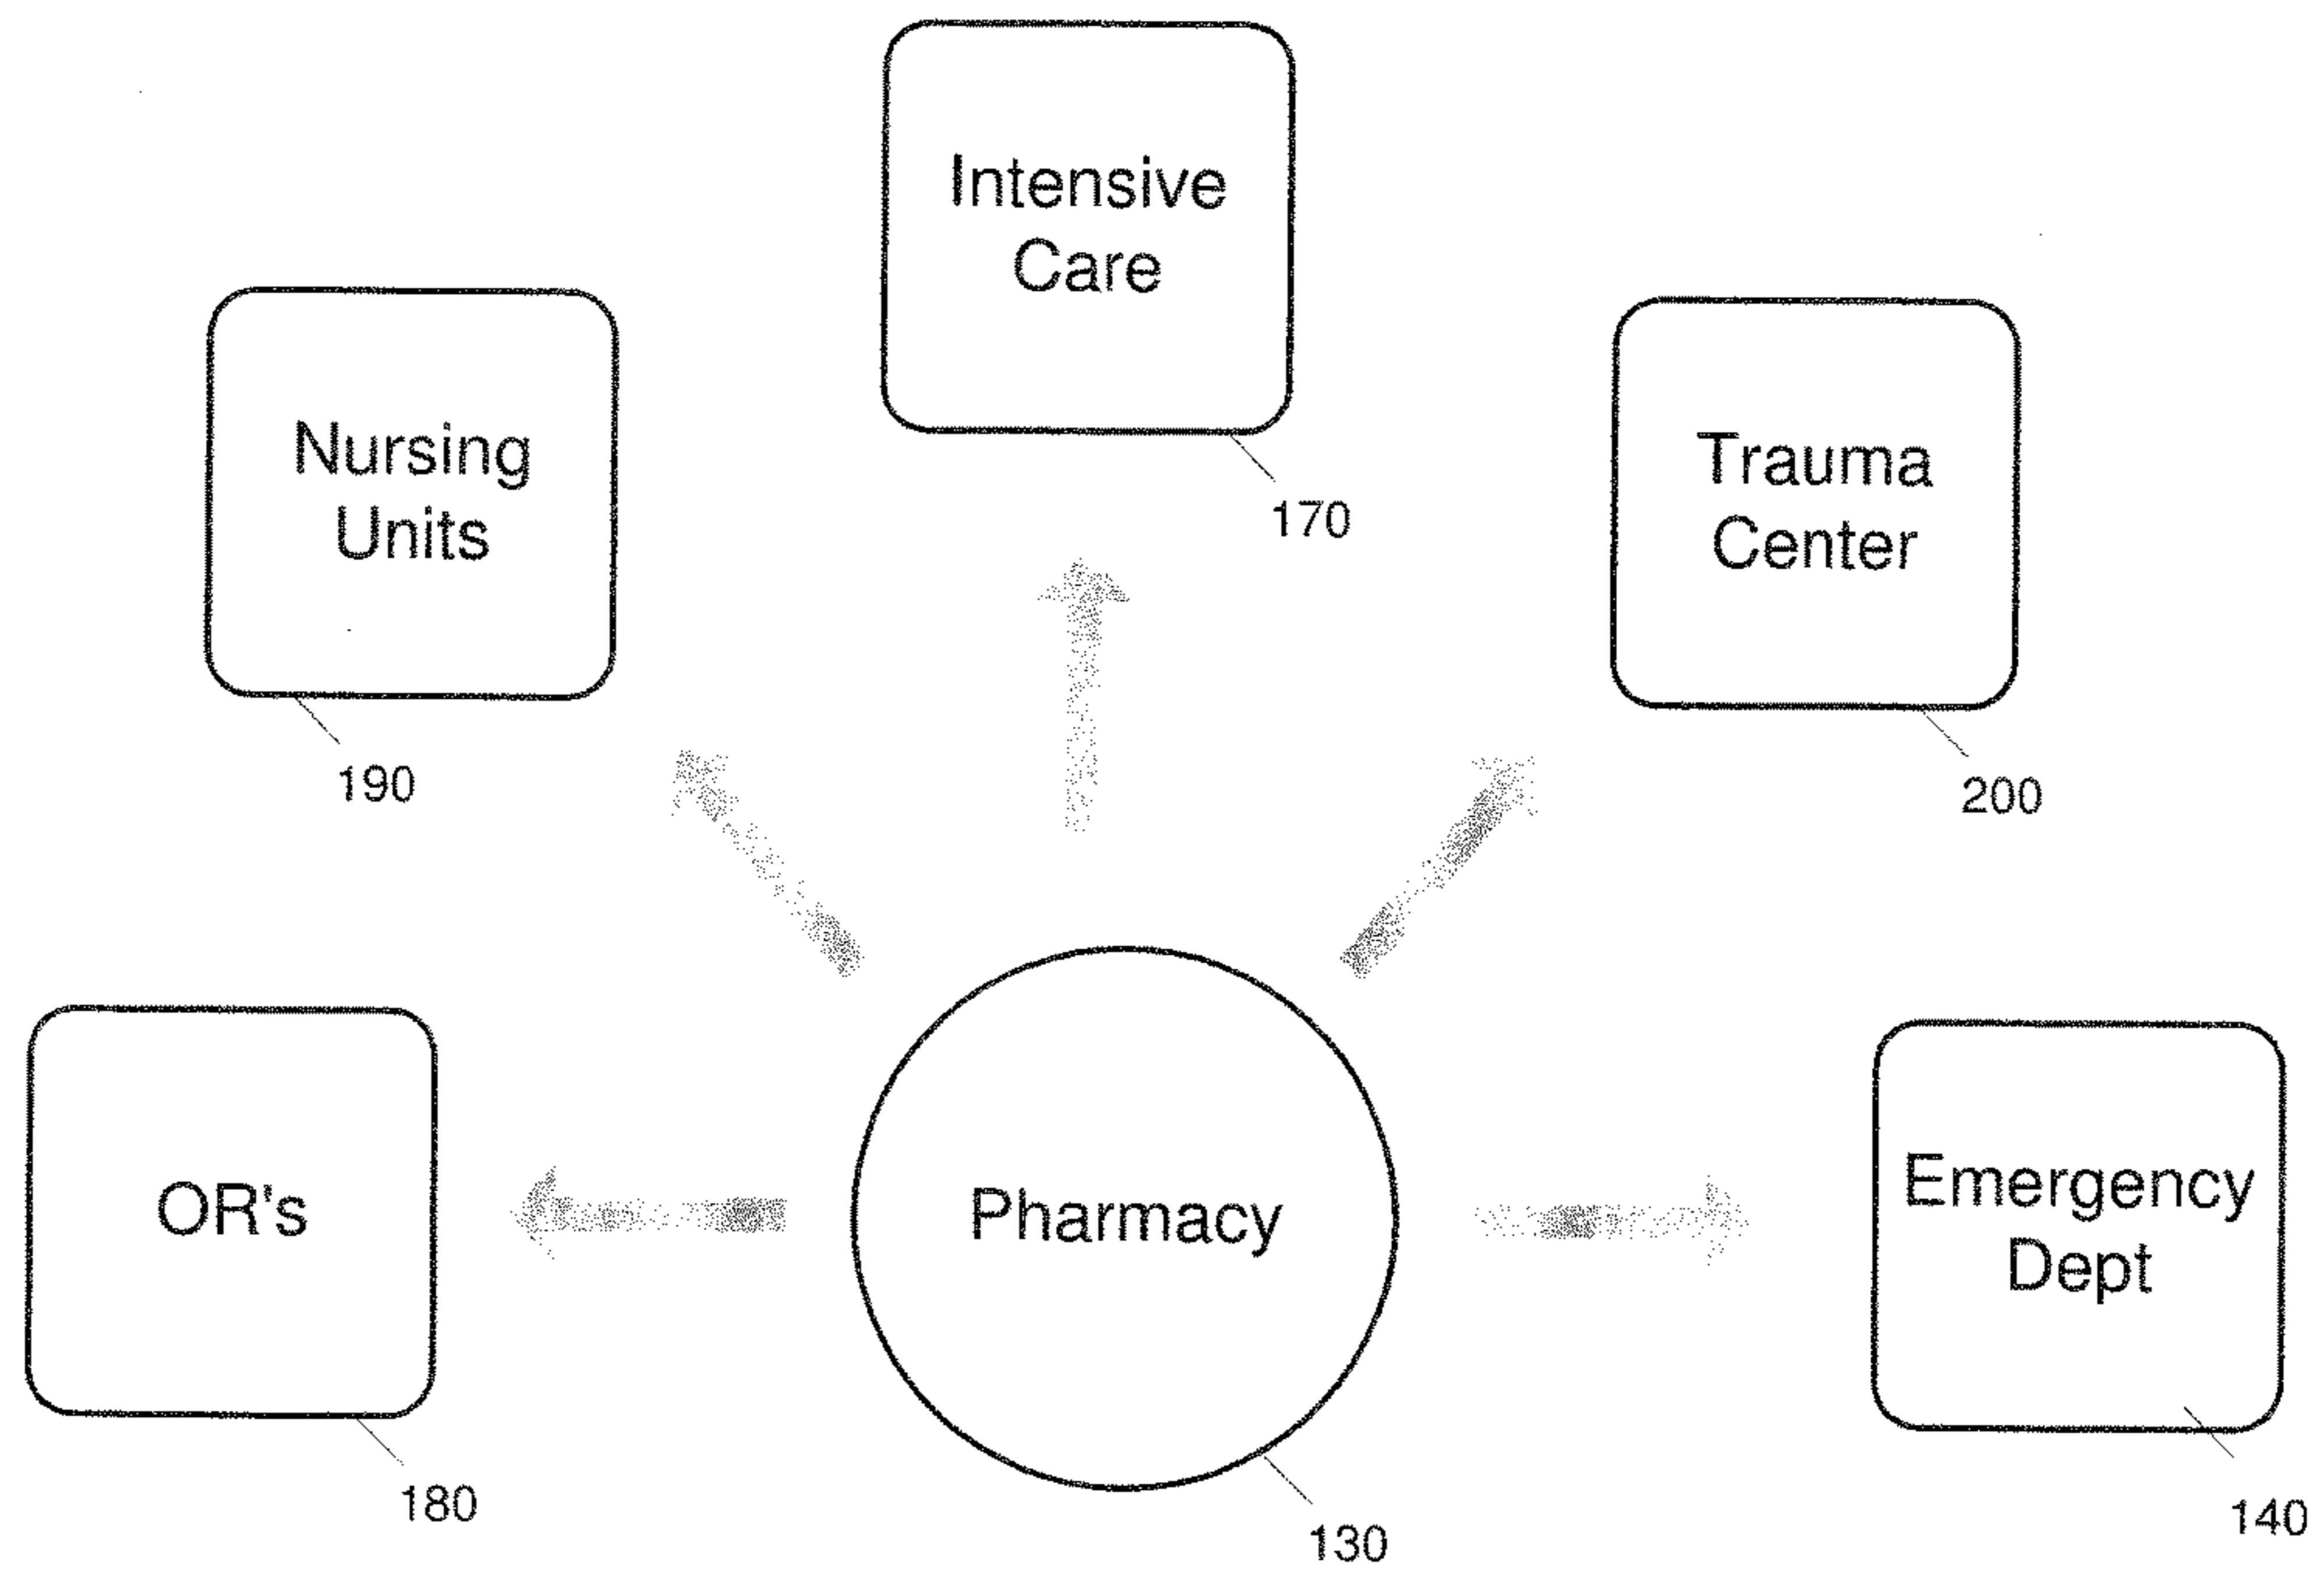 Intensive
Care
170
Nursing
Units
190
Trauma
Center
200
OR's
180
Pharmacy
130
Emergency
Dept
140